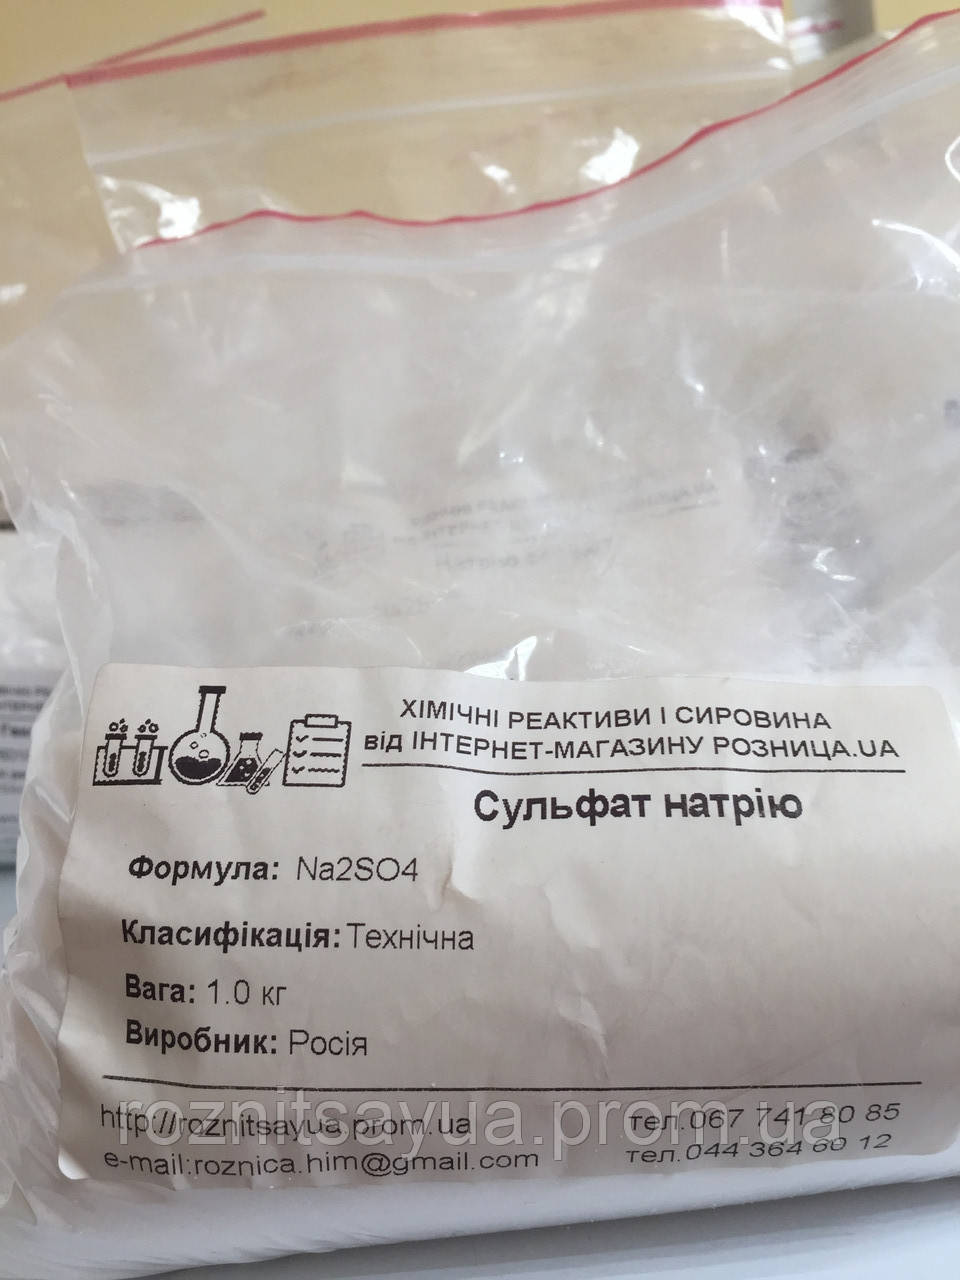 ХІМІЧНІ РЕАКТИВИ І СИРОВИНА
від ІНТЕРНЕТ-МАГАЗИНУ РОЗНИЦА.UA
Сульфат натрію
Формула: Na2SO4
Класифікація: Технічна
Вага: 1.0 кг
Виробник: Росія
http://roznitsayua.prom.ua тел.067 741 80 85
e-mail:roznica.him@gmail.com тел.044 364 60 12
roznitsayua.prom.ua